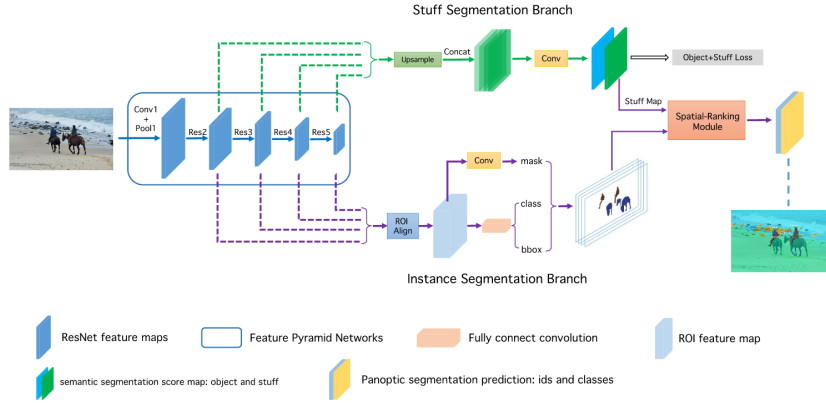 Stuff Segmentation Branch
Upsample
Concat
Conv
Object+Stuff Loss
Stuff Map
Spatial-Ranking
Module
Conv1
+
Pool1
Res2
Res3
Res4
Res5
Conv
mask
ROI
Align
class
bbox
Instance Segmentation Branch
ResNet feature maps
Feature Pyramid Networks
Fully connect convolution
ROI feature map
semantic segmentation score map: object and stuff
Panoptic segmentation prediction: ids and classes